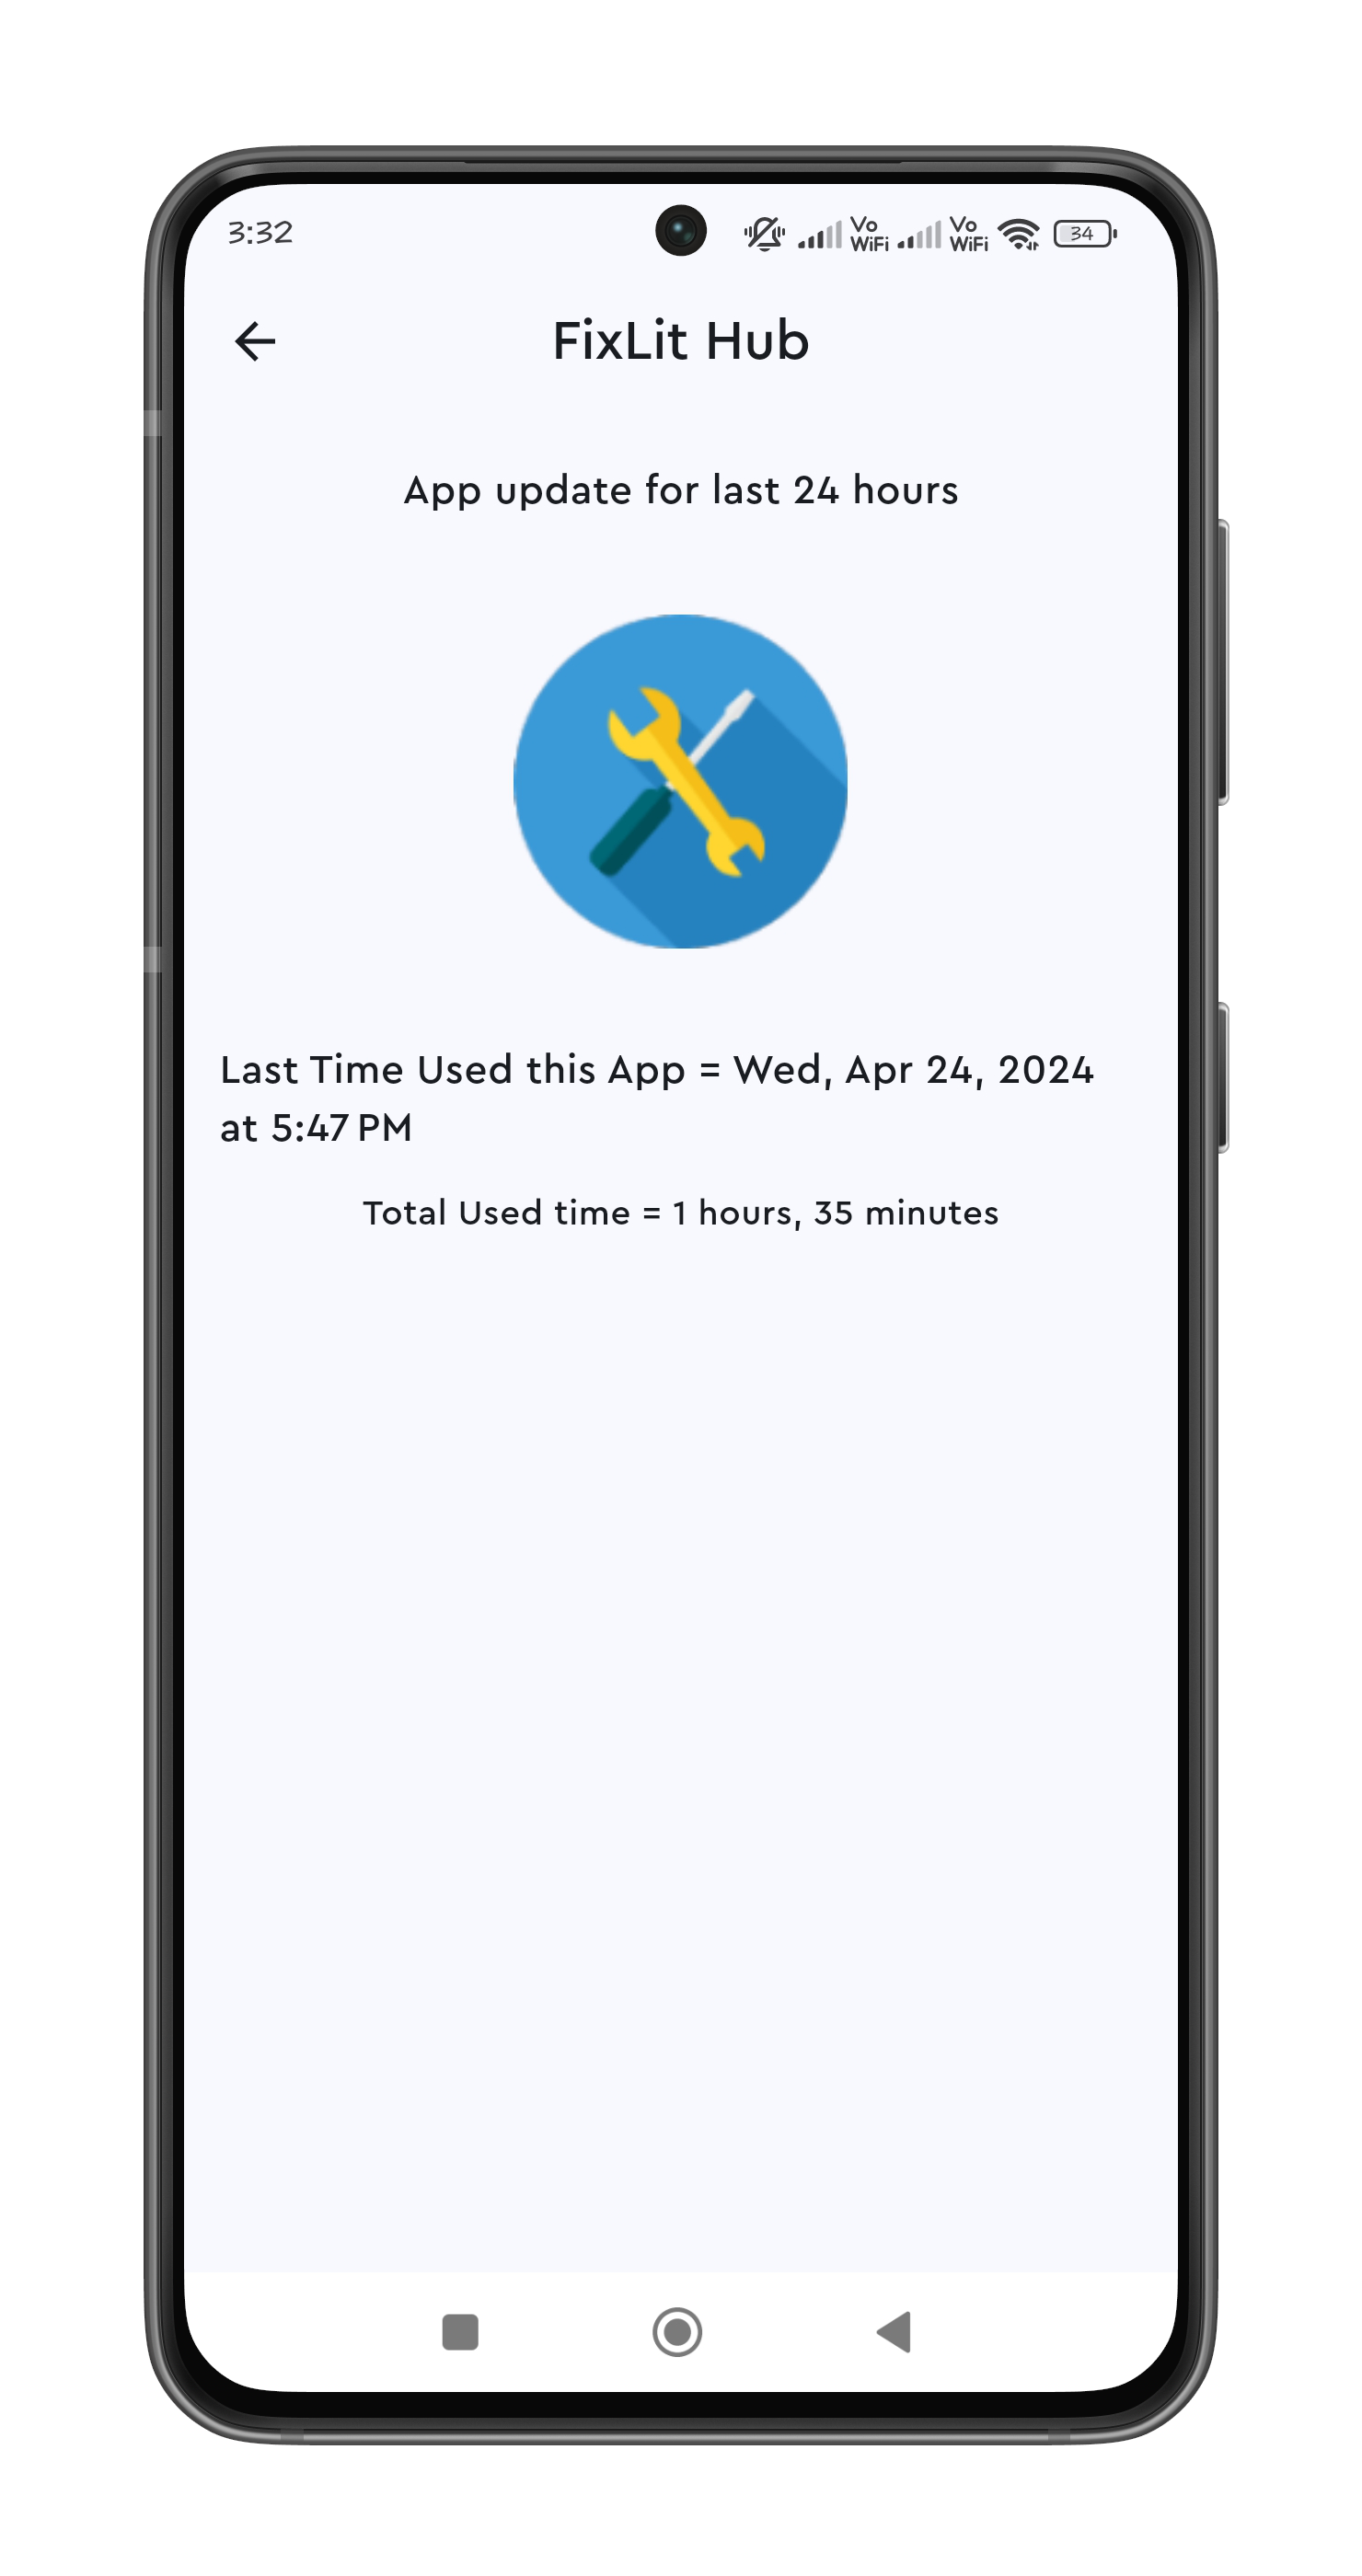 3:32
Vo
WiFi
Vo
WiFi
34
FixLit Hub
App update for last 24 hours
Last Time Used this App = Wed, Apr 24, 2024
at 5:47 PM
Total Used time = 1 hours, 35 minutes